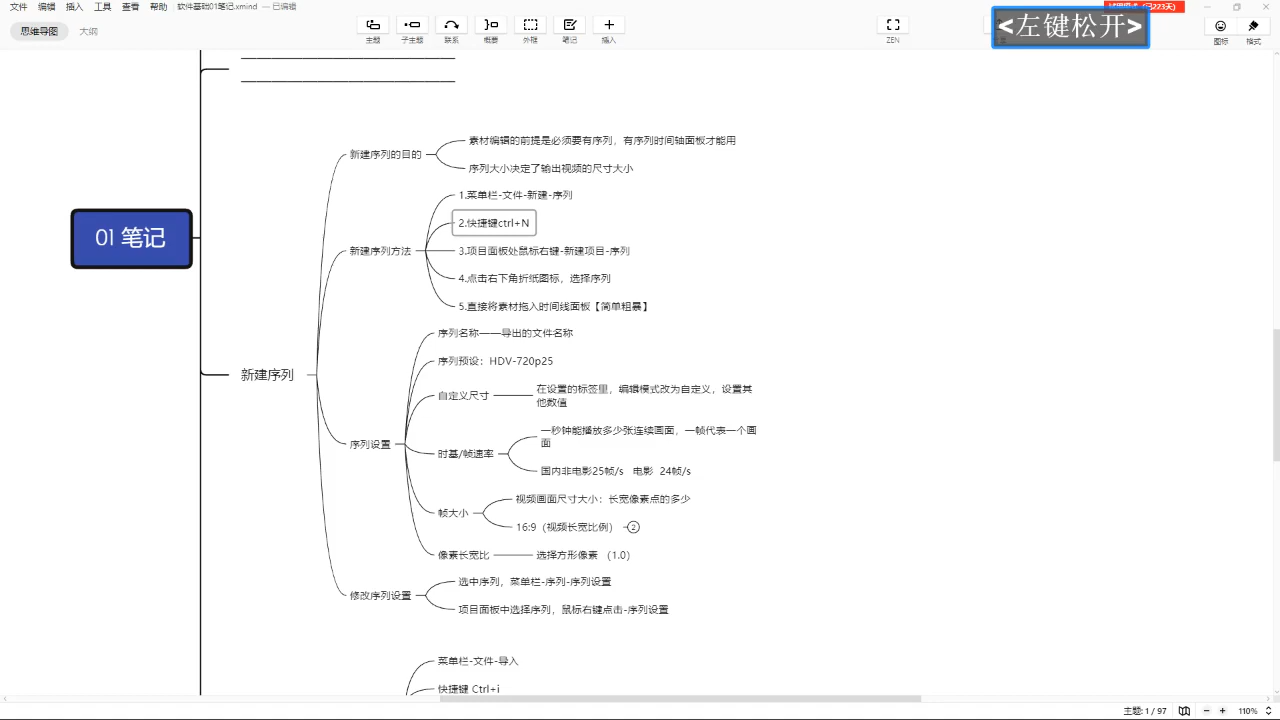 文件 编辑 插入 工具 查看 帮助 软件基础01笔记.xmind — 已编辑
思维导图 大纲
主题 子主题 联系 概要 外框 笔记 插入 ZEN 图标 格式
<左键松开>
01 笔记
新建序列
新建序列的目的
素材编辑的前提是必须要有序列，有序列时间轴面板才能用
序列大小决定了输出视频的尺寸大小
新建序列方法
1.菜单栏-文件-新建-序列
2.快捷键ctrl+N
3.项目面板处鼠标右键-新建项目-序列
4.点击右下角折纸图标，选择序列
5.直接将素材拖入时间线面板【简单粗暴】
序列设置
序列名称——导出的文件名称
序列预设：HDV-720p25
自定义尺寸
在设置的标签里，编辑模式改为自定义，设置其
他数值
时基/帧速率
一秒钟能播放多少张连续画面，一帧代表一个画
面
国内非电影25帧/s 电影 24帧/s
帧大小
视频画面尺寸大小：长宽像素点的多少
16:9（视频长宽比例） 2
像素长宽比
选择方形像素 （1.0）
修改序列设置
选中序列，菜单栏-序列-序列设置
项目面板中选择序列，鼠标右键点击-序列设置
菜单栏-文件-导入
快捷键 Ctrl+i
主题: 1 / 97 110%